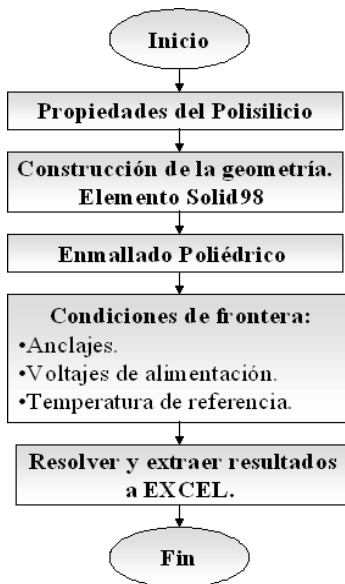 Inicio
Propiedades del Polisilicio
Construcción de la geometría.
Elemento Solid98
Enmallado Poliédrico
Condiciones de frontera:
•Anclajes.
•Voltajes de alimentación.
•Temperatura de referencia.
Resolver y extraer resultados
a EXCEL.
Fin